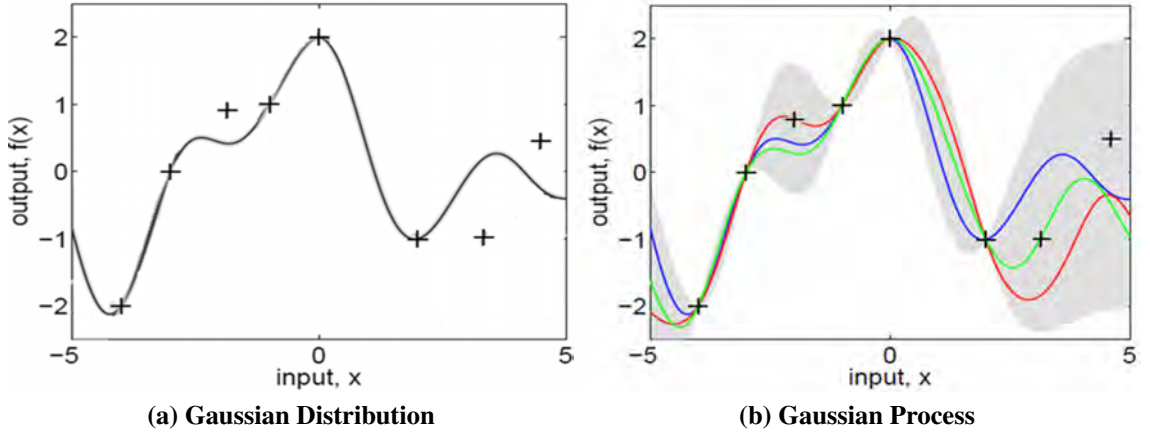 output, f(x)
2
1
0
−1
−2
−5
0
5
input, x
(a) Gaussian Distribution
output, f(x)
2
1
0
−1
−2
−5
0
5
input, x
(b) Gaussian Process